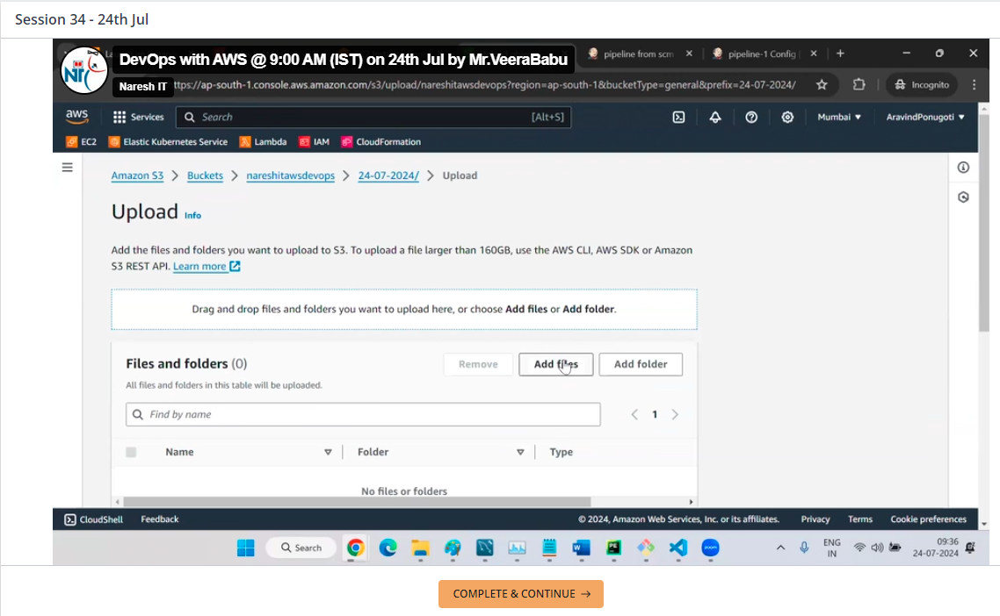 Session 34 - 24th Jul
DevOps with AWS @ 9:00 AM (IST) on 24th Jul by Mr.VeeraBabu
pipeline from scm
pipeline-1 Config
Naresh IT
ttps://ap-south-1.console.aws.amazon.com/s3/upload/nareshitawsdevops?region=ap-south-1&bucketType=general&prefix=24-07-2024/
Incognito
aws
Services
Search
[Alt+S]
Mumbai
AravindPonugoti
EC2
Elastic Kubernetes Service
Lambda
IAM
CloudFormation
Amazon S3 > Buckets > nareshitawsdevops > 24-07-2024/ > Upload
Upload Info
Add the files and folders you want to upload to S3. To upload a file larger than 160GB, use the AWS CLI, AWS SDK or Amazon
S3 REST API. Learn more
Drag and drop files and folders you want to upload here, or choose Add files or Add folder.
Files and folders (0)
Remove
Add files
Add folder
All files and folders in this table will be uploaded.
Find by name
1
Name
Folder
Type
No files or folders
CloudShell
Feedback
© 2024, Amazon Web Services, Inc. or its affiliates.
Privacy
Terms
Cookie preferences
Search
ENG
IN
09:36
24-07-2024
COMPLETE & CONTINUE →